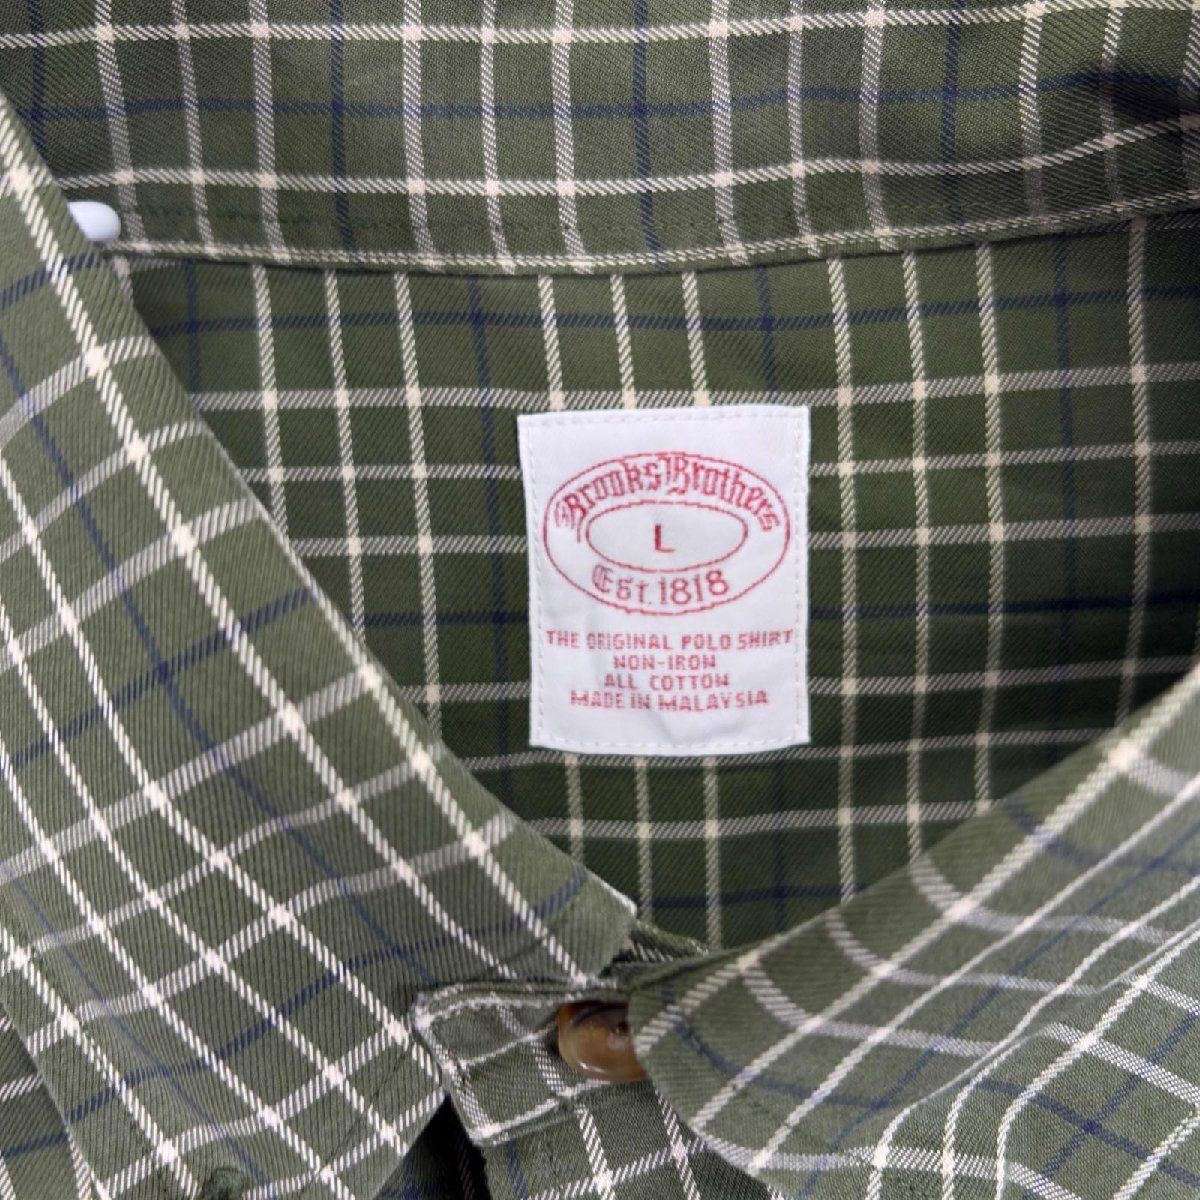 Brooks Brothers
L
Est. 1818
THE ORIGINAL POLO SHIRT
NON-IRON
ALL COTTON
MADE IN MALAYSIA